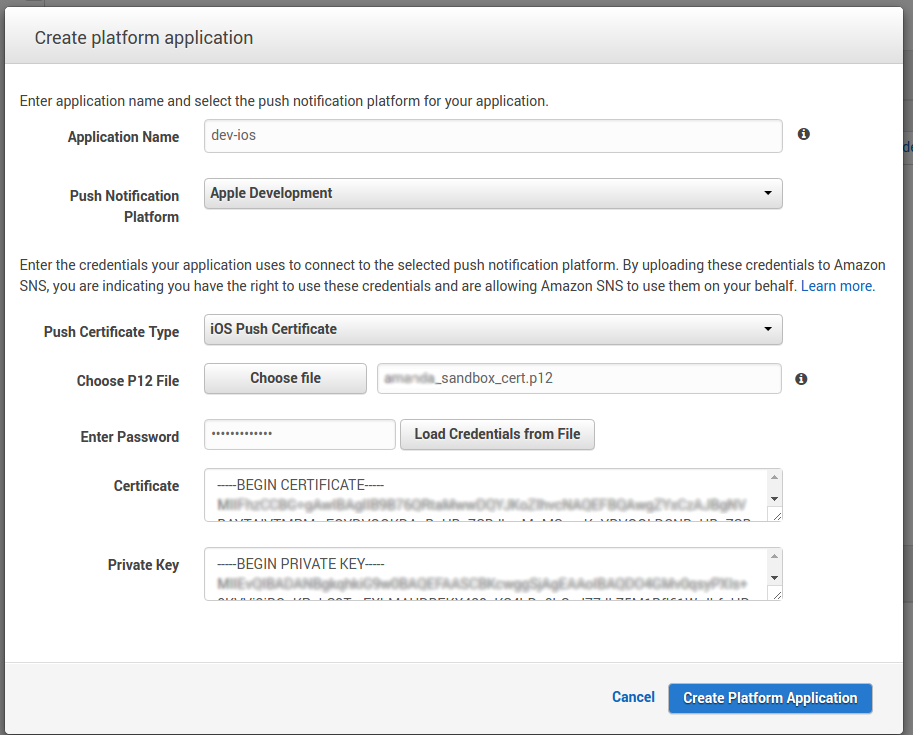 Create platform application
Enter application name and select the push notification platform for your application.
Application Name
dev-ios
Push Notification
Platform
Apple Development
Enter the credentials your application uses to connect to the selected push notification platform. By uploading these credentials to Amazon
SNS, you are indicating you have the right to use these credentials and are allowing Amazon SNS to use them on your behalf. Learn more.
Push Certificate Type
iOS Push Certificate
Choose P12 File
Choose file
_sandbox_cert.p12
Enter Password
•••••••••••••
Load Credentials from File
Certificate
-----BEGIN CERTIFICATE-----
Private Key
-----BEGIN PRIVATE KEY-----
Cancel
Create Platform Application